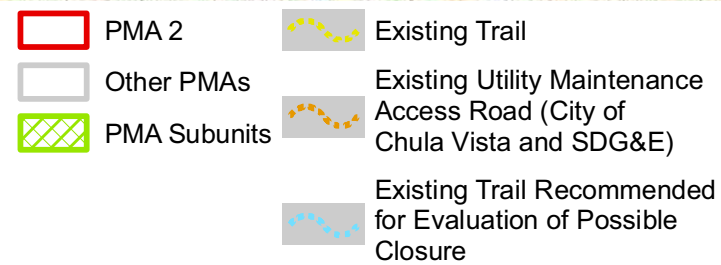 PMA 2
Other PMAs
PMA Subunits
Existing Trail
Existing Utility Maintenance
Access Road (City of
Chula Vista and SDG&E)
Existing Trail Recommended
for Evaluation of Possible
Closure